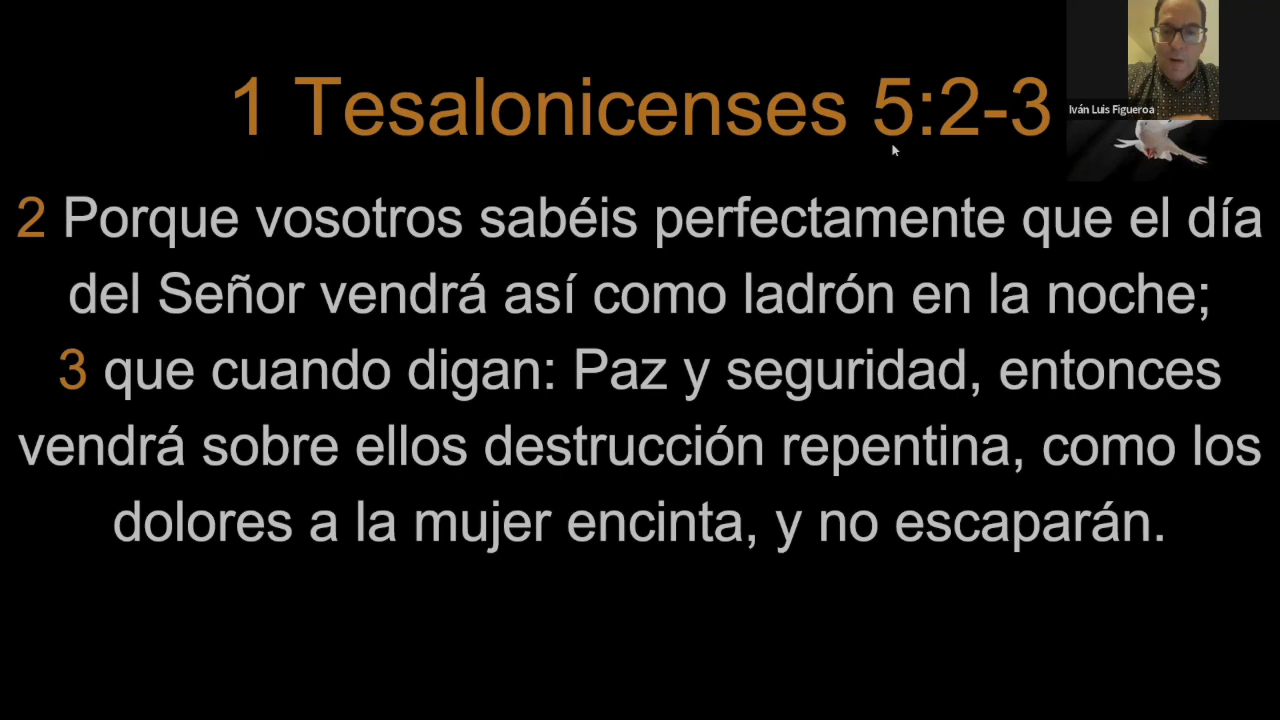 1 Tesalonicenses 5:2-3
Iván Luis Figueroa
2 Porque vosotros sabéis perfectamente que el día
del Señor vendrá así como ladrón en la noche;
3 que cuando digan: Paz y seguridad, entonces
vendrá sobre ellos destrucción repentina, como los
dolores a la mujer encinta, y no escaparán.